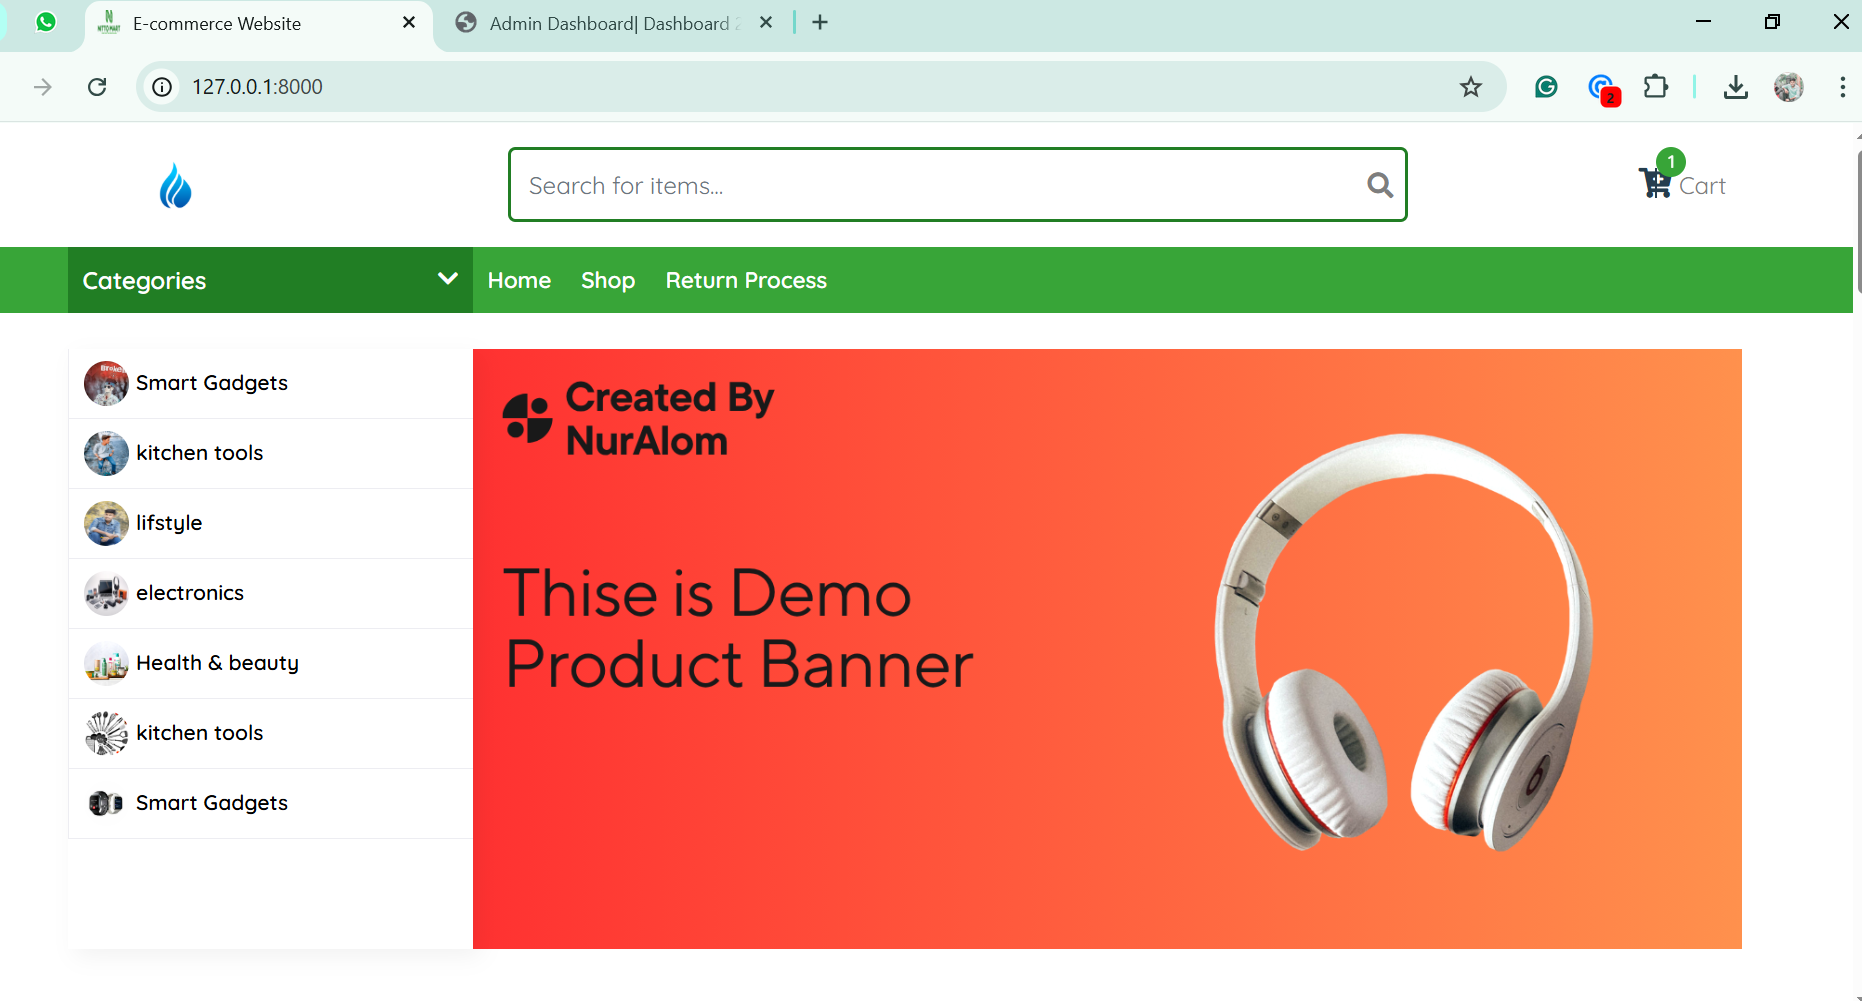 E-commerce Website
Admin Dashboard| Dashboard
127.0.0.1:8000
2
Search for items...
1
Cart
Categories
Home
Shop
Return Process
Smart Gadgets
kitchen tools
lifstyle
electronics
Health & beauty
kitchen tools
Smart Gadgets
Created By
NurAlom
Thise is Demo
Product Banner